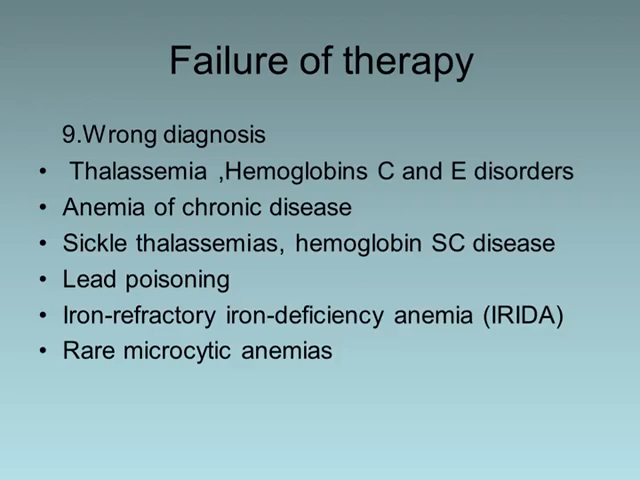 Failure of therapy
9.Wrong diagnosis
• Thalassemia ,Hemoglobins C and E disorders
• Anemia of chronic disease
• Sickle thalassemias, hemoglobin SC disease
• Lead poisoning
• Iron-refractory iron-deficiency anemia (IRIDA)
• Rare microcytic anemias